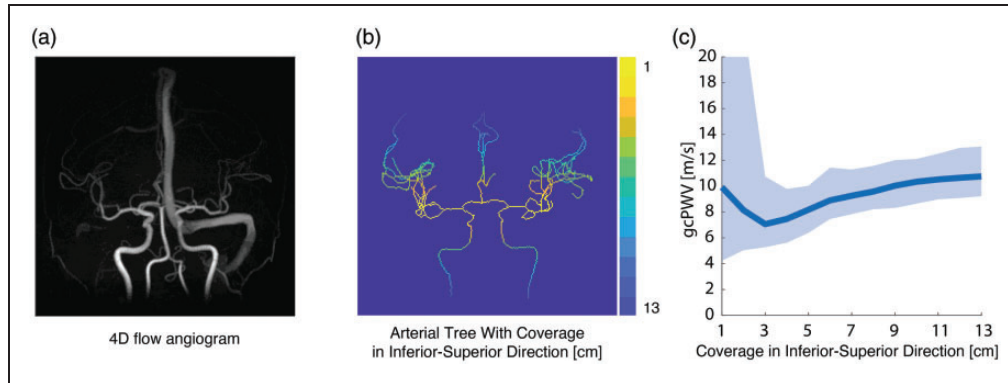 (a)
4D flow angiogram
(b)
1
13
Arterial Tree With Coverage
in Inferior-Superior Direction [cm]
(c)
gcPWV [m/s]
20
18
16
14
12
10
8
6
4
2
0
1 3 5 7 9 11 13
Coverage in Inferior-Superior Direction [cm]